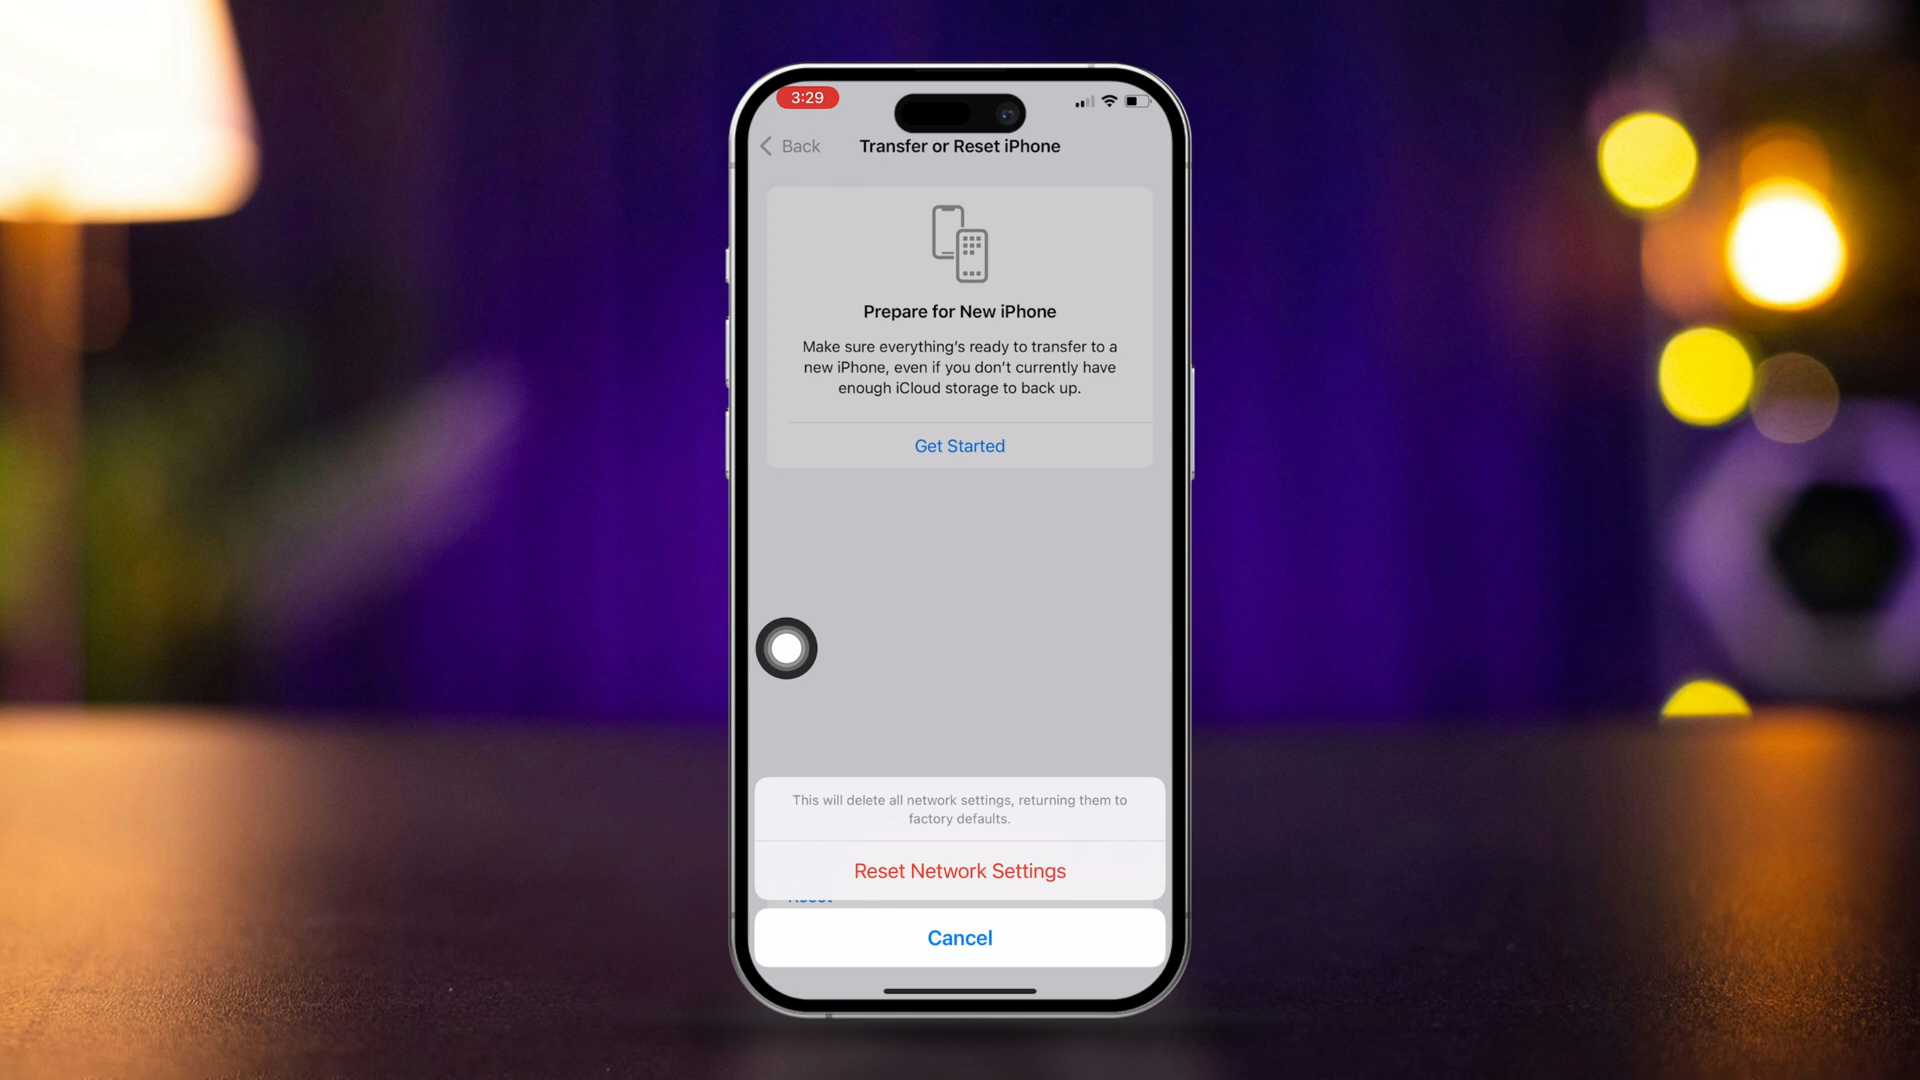 3:29
Back
Transfer or Reset iPhone
Prepare for New iPhone
Make sure everything's ready to transfer to a
new iPhone, even if you don't currently have
enough iCloud storage to back up.
Get Started
This will delete all network settings, returning them to
factory defaults.
Reset Network Settings
Reset
Cancel